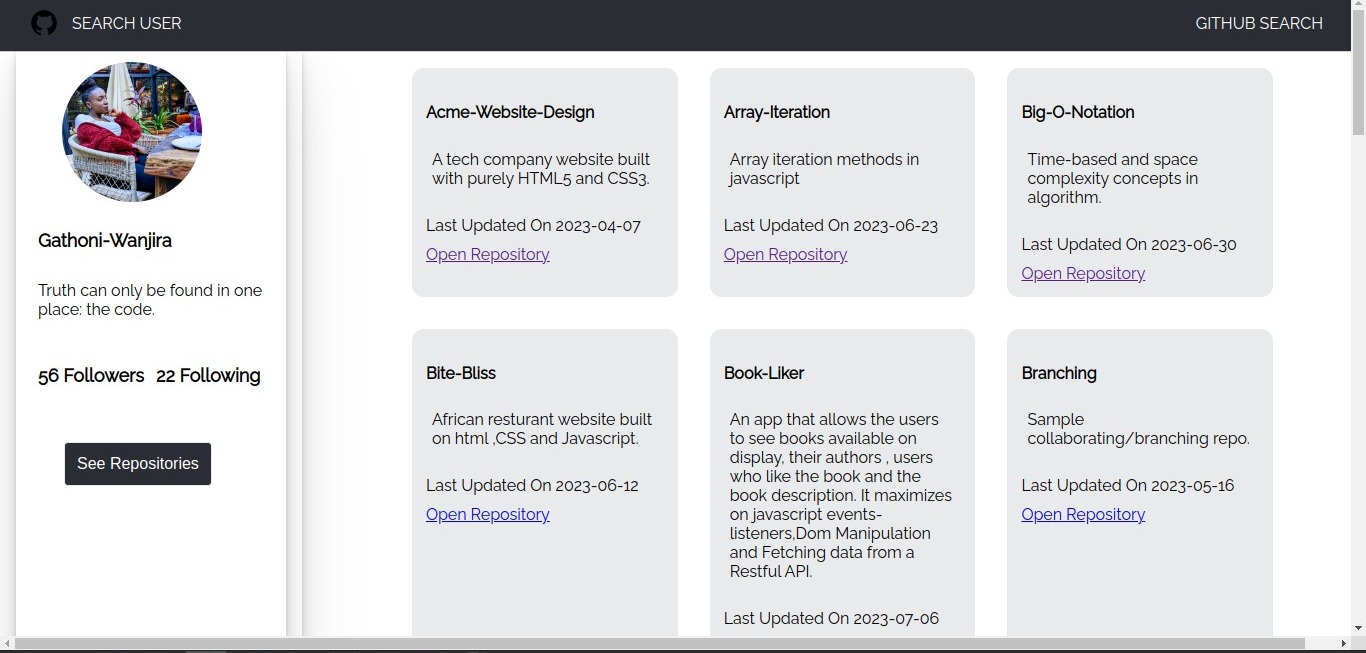 SEARCH USER
GITHUB SEARCH
Gathoni-Wanjira
Truth can only be found in one
place: the code.
56 Followers 22 Following
See Repositories
Acme-Website-Design
A tech company website built
with purely HTML5 and CSS3.
Last Updated On 2023-04-07
Open Repository
Array-Iteration
Array iteration methods in
javascript
Last Updated On 2023-06-23
Open Repository
Big-O-Notation
Time-based and space
complexity concepts in
algorithm.
Last Updated On 2023-06-30
Open Repository
Bite-Bliss
African resturant website built
on html ,CSS and Javascript.
Last Updated On 2023-06-12
Open Repository
Book-Liker
An app that allows the users
to see books available on
display, their authors , users
who like the book and the
book description. It maximizes
on javascript events-
listeners,Dom Manipulation
and Fetching data from a
Restful API.
Last Updated On 2023-07-06
Branching
Sample
collaborating/branching repo.
Last Updated On 2023-05-16
Open Repository